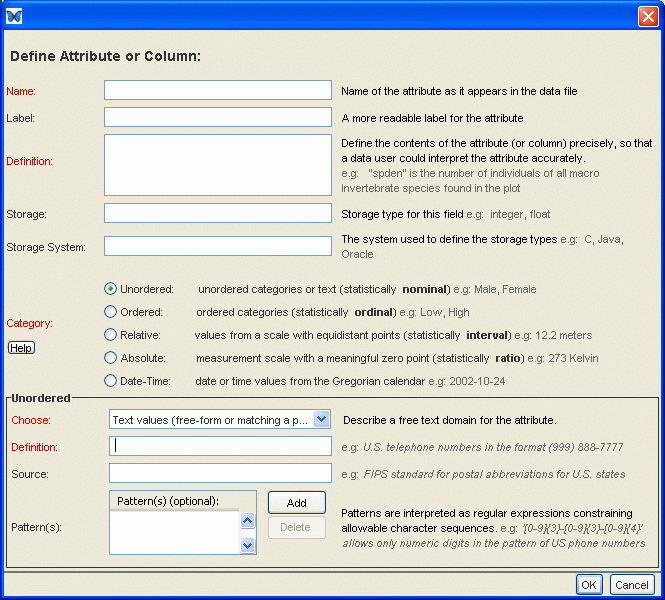 Define Attribute or Column:
Name: Name of the attribute as it appears in the data file
Label: A more readable label for the attribute
Define the contents of the attribute (or column) precisely, so that
Definition: a data user could interpret the attribute accurately.
e.g: "spden" is the number of individuals of all macro
invertebrate species found in the plot
Storage: Storage type for this field e.g: integer, float
Storage System: The system used to define the storage types e.g: C, Java,
Oracle
Unordered: unordered categories or text (statistically nominal) e.g: Male, Female
Ordered: ordered categories (statistically ordinal) e.g: Low, High
Category:
Relative: values from a scale with equidistant points (statistically interval) e.g: 12.2 meters
Help
Absolute: measurement scale with a meaningful zero point (statistically ratio) e.g: 273 Kelvin
Date-Time: date or time values from the Gregorian calendar e.g: 2002-10-24
Unordered
Choose: Text values (free-form or matching a p... Describe a free text domain for the attribute.
Definition: e.g: U.S. telephone numbers in the format (999) 888-7777
Source: e.g: FIPS standard for postal abbreviations for U.S. states
Pattern(s) (optional): Add
Pattern(s): Delete
Patterns are interpreted as regular expressions constraining
allowable character sequences. e.g: '[0-9]{3}-[0-9]{3}-[0-9]{4}'
allows only numeric digits in the pattern of US phone numbers
OK Cancel